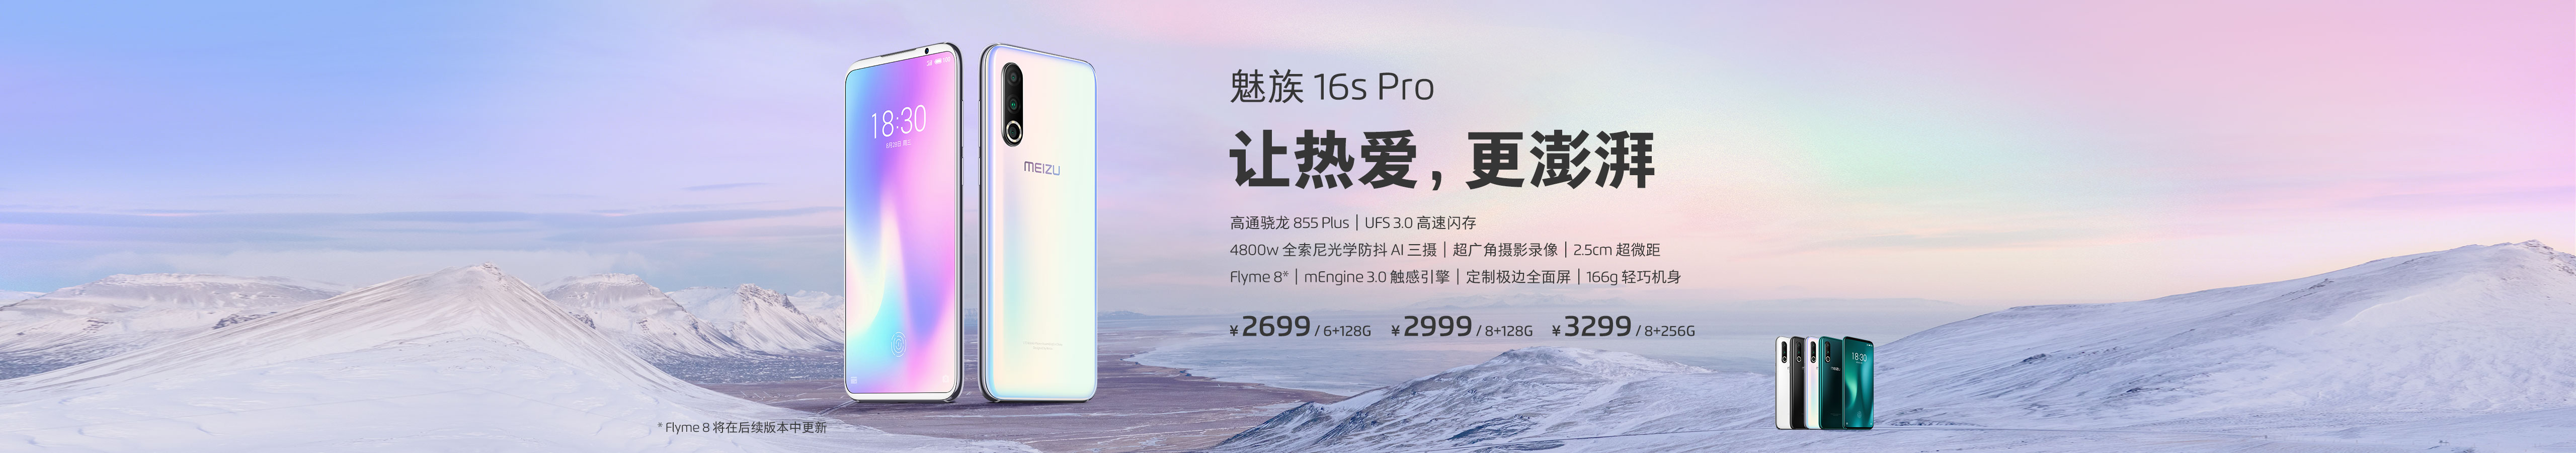 魅族 16s Pro
让热爱，更澎湃
高通骁龙 855 Plus｜UFS 3.0 高速闪存
4800w 全索尼光学防抖 AI 三摄｜超广角摄影录像｜2.5cm 超微距
Flyme 8*｜mEngine 3.0 触感引擎｜定制极边全面屏｜166g 轻巧机身
¥ 2699 / 6+128G ¥ 2999 / 8+128G ¥ 3299 / 8+256G
18:30
MEIZU
18:30
* Flyme 8 将在后续版本中更新